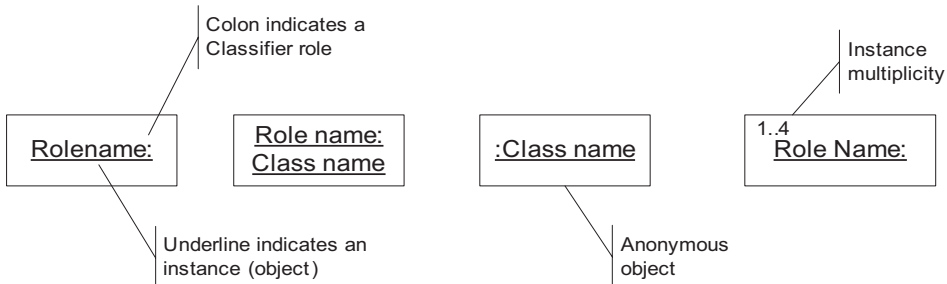 Colon indicates a
Classifier role
Instance
multiplicity
Rolename:
Role name:
Class name
:Class name
1..4
Role Name:
Underline indicates an
instance (object)
Anonymous
object